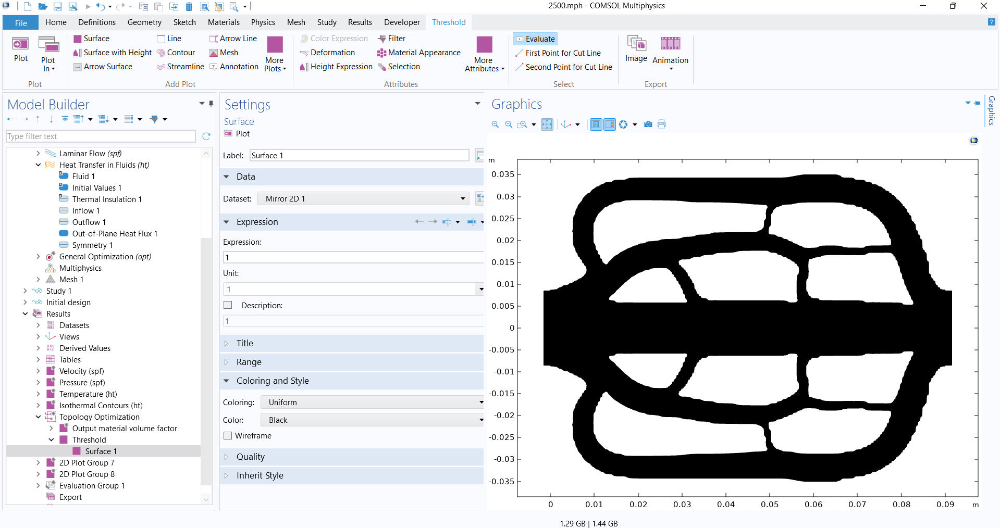 2500.mph - COMSOL Multiphysics
File Home Definitions Geometry Sketch Materials Physics Mesh Study Results Developer Threshold
Plot
Plot In
Plot
Surface
Surface with Height
Arrow Surface
Line
Contour
Streamline
Arrow Line
Mesh
Annotation
More Plots
Add Plot
Color Expression
Deformation
Height Expression
Filter
Material Appearance
Selection
More Attributes
Attributes
Evaluate
First Point for Cut Line
Second Point for Cut Line
Select
Image
Animation
Export
Model Builder
Type filter text
Laminar Flow (spf)
Heat Transfer in Fluids (ht)
D Fluid 1
D Initial Values 1
D Thermal Insulation 1
Inflow 1
Outflow 1
Out-of-Plane Heat Flux 1
Symmetry 1
General Optimization (opt)
Multiphysics
Mesh 1
Study 1
Initial design
Results
Datasets
Views
Derived Values
Tables
Velocity (spf)
Pressure (spf)
Temperature (ht)
Isothermal Contours (ht)
Topology Optimization
Output material volume factor
Threshold
Surface 1
2D Plot Group 7
2D Plot Group 8
Evaluation Group 1
Export
Settings
Surface
Plot
Label: Surface 1
Data
Dataset: Mirror 2D 1
Expression
Expression:
1
Unit:
1
Description:
1
Title
Range
Coloring and Style
Coloring: Uniform
Color: Black
Wireframe
Quality
Inherit Style
Graphics
Graphics
m
0.035
0.03
0.025
0.02
0.015
0.01
0.005
0
-0.005
-0.01
-0.015
-0.02
-0.025
-0.03
-0.035
0 0.01 0.02 0.03 0.04 0.05 0.06 0.07 0.08 0.09 m
1.29 GB | 1.44 GB